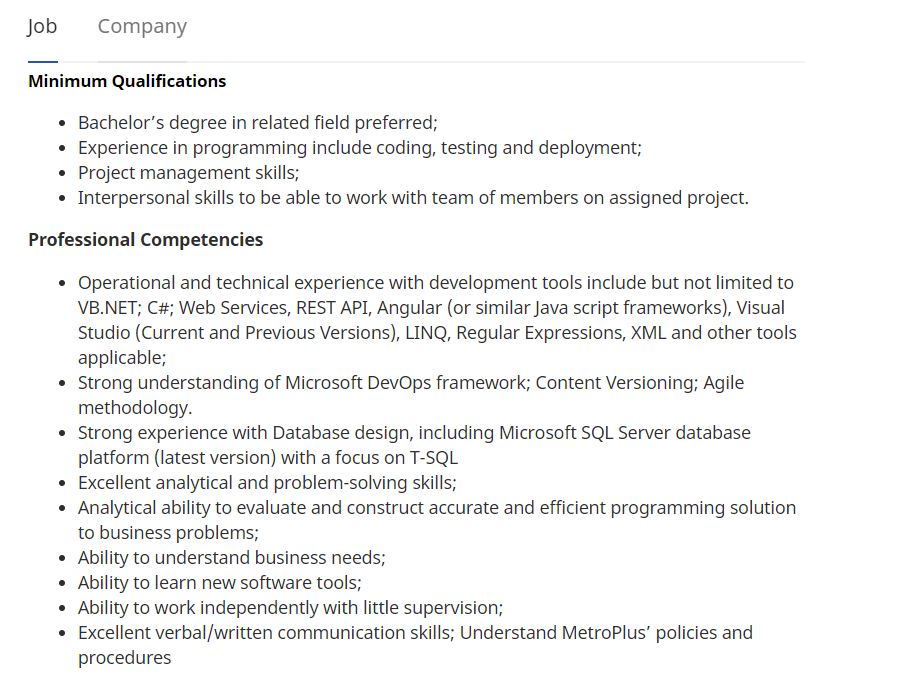 Job Company
Minimum Qualifications
• Bachelor’s degree in related field preferred;
• Experience in programming include coding, testing and deployment;
• Project management skills;
• Interpersonal skills to be able to work with team of members on assigned project.
Professional Competencies
• Operational and technical experience with development tools include but not limited to
VB.NET; C#; Web Services, REST API, Angular (or similar Java script frameworks), Visual
Studio (Current and Previous Versions), LINQ, Regular Expressions, XML and other tools
applicable;
• Strong understanding of Microsoft DevOps framework; Content Versioning; Agile
methodology.
• Strong experience with Database design, including Microsoft SQL Server database
platform (latest version) with a focus on T-SQL
• Excellent analytical and problem-solving skills;
• Analytical ability to evaluate and construct accurate and efficient programming solution
to business problems;
• Ability to understand business needs;
• Ability to learn new software tools;
• Ability to work independently with little supervision;
• Excellent verbal/written communication skills; Understand MetroPlus’ policies and
procedures